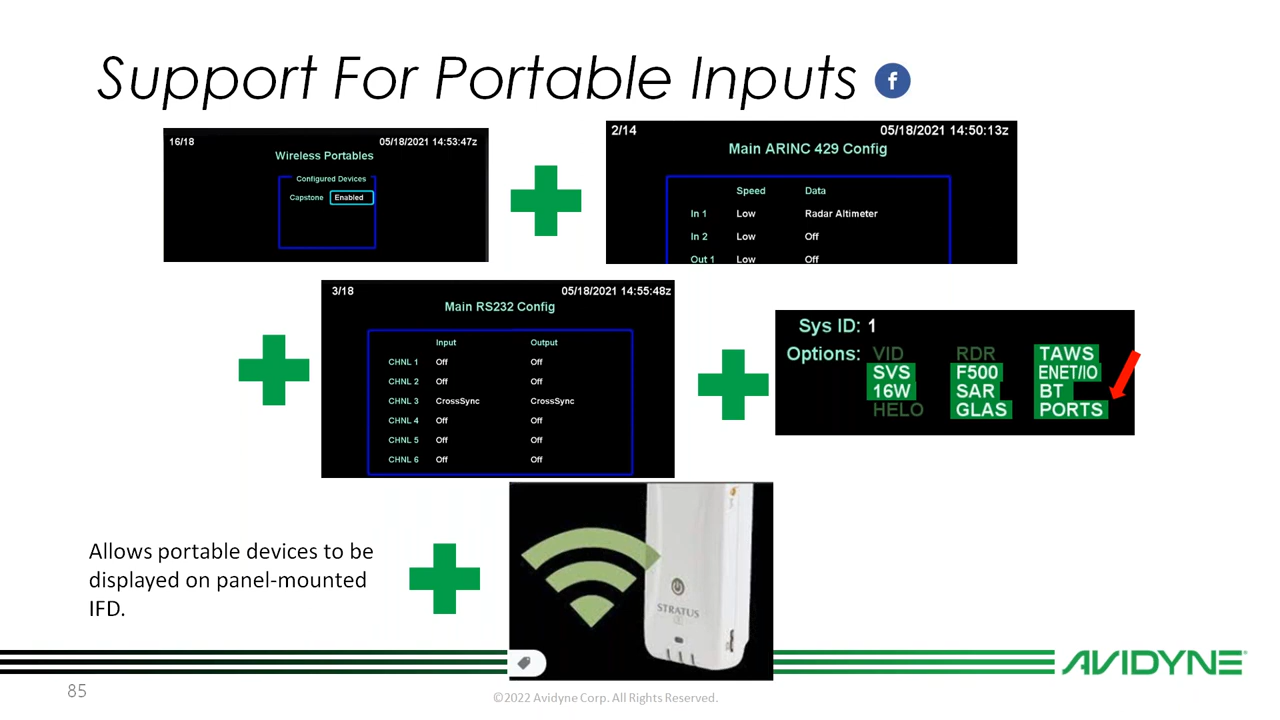 Support For Portable Inputs
f
16/18 05/18/2021 14:53:47z
Wireless Portables
Configured Devices
Capstone Enabled
2/14 05/18/2021 14:50:13z
Main ARINC 429 Config
Speed Data
In 1 Low Radar Altimeter
In 2 Low Off
Out 1 Low Off
3/18 05/18/2021 14:55:48z
Main RS232 Config
Input Output
CHNL 1 Off Off
CHNL 2 Off Off
CHNL 3 CrossSync CrossSync
CHNL 4 Off Off
CHNL 5 Off Off
CHNL 6 Off Off
Sys ID: 1
Options: VID RDR TAWS
SVS F500 ENET/IO
16W SAR BT
HELO GLAS PORTS
Allows portable devices to be
displayed on panel-mounted
IFD.
STRATUS
AVIDYNE
85
©2022 Avidyne Corp. All Rights Reserved.